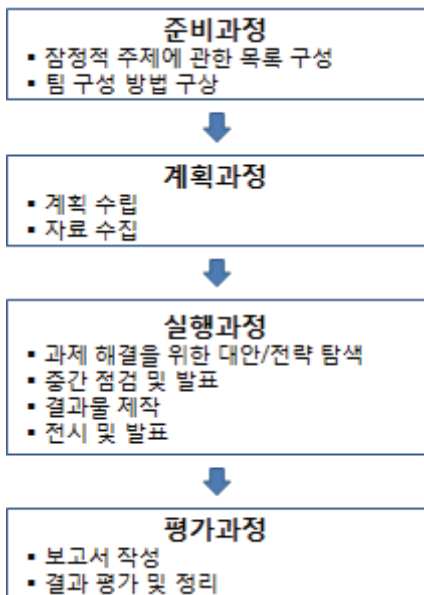 준비과정
▪ 잠정적 주제에 관한 목록 구성
▪ 팀 구성 방법 구상
계획과정
▪ 계획 수립
▪ 자료 수집
실행과정
▪ 과제 해결을 위한 대안/전략 탐색
▪ 중간 점검 및 발표
▪ 결과물 제작
▪ 전시 및 발표
평가과정
▪ 보고서 작성
▪ 결과 평가 및 정리